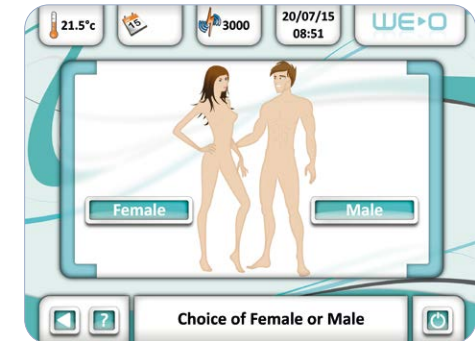 21.5°c
15
3000
20/07/15
08:51
WE▸O
Female
Male
?
Choice of Female or Male